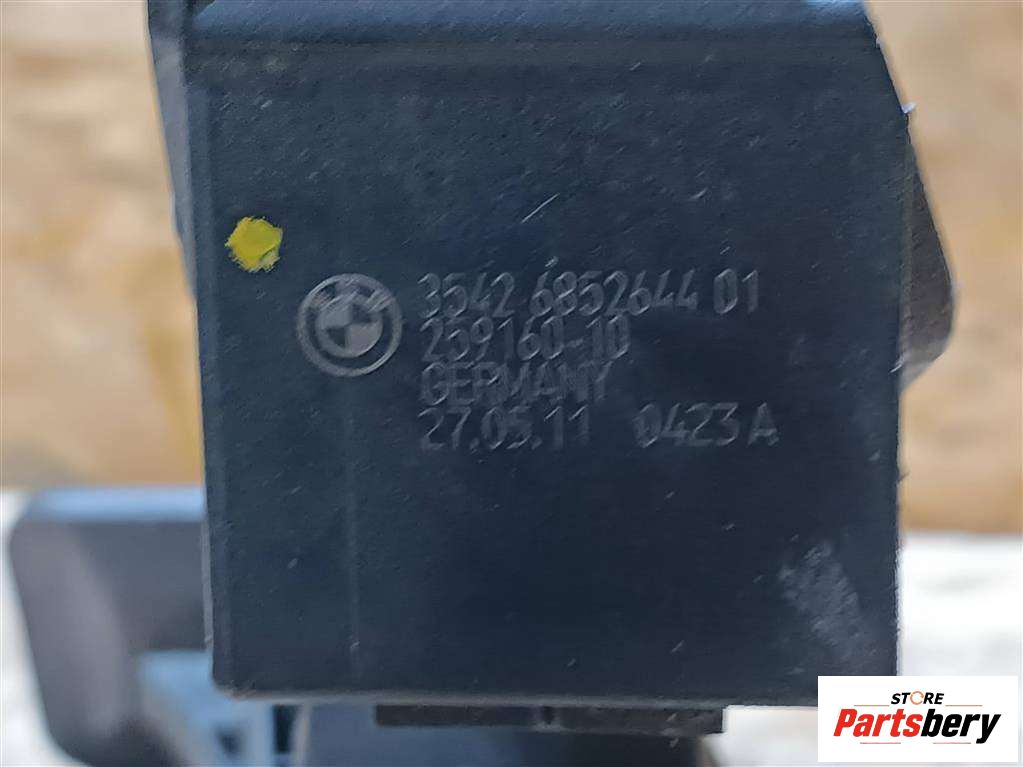 3542 6852644 01
259160-10
GERMANY
27.05.11 0423A
STORE
Partsbery